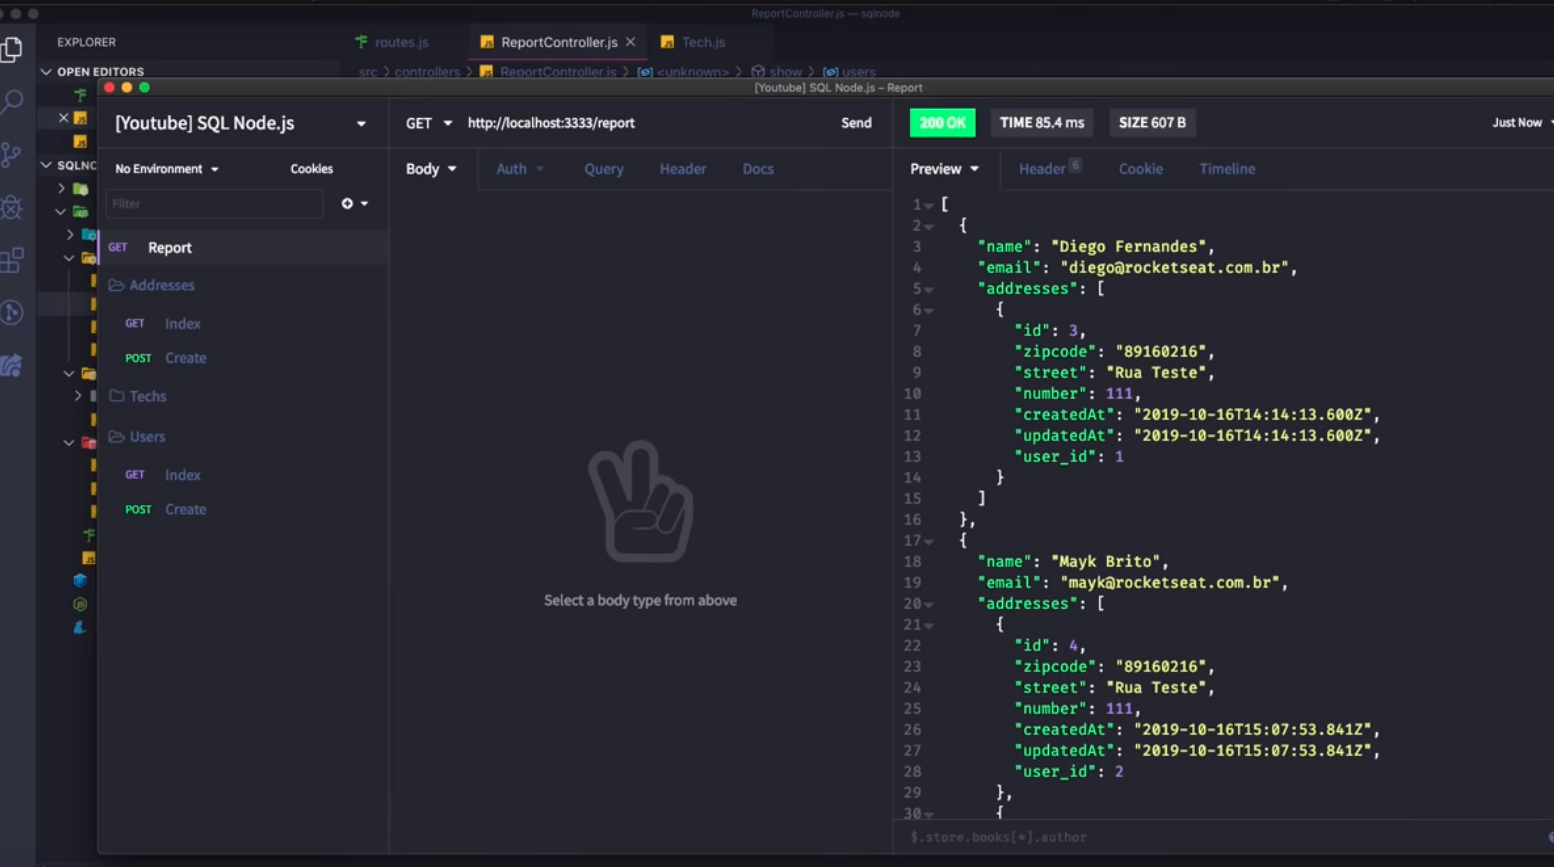 ReportController.js — sqlnode
EXPLORER
routes.js
ReportController.js
Tech.js
OPEN EDITORS
src > controllers > ReportController.js > <unknown> > show > users
[Youtube] SQL Node.js – Report
SQLNO
[Youtube] SQL Node.js
No Environment
Cookies
Filter
GET Report
Addresses
GET Index
POST Create
Techs
Users
GET Index
POST Create
GET http://localhost:3333/report
Send
Body
Auth
Query
Header
Docs
Select a body type from above
200 OK
TIME 85.4 ms
SIZE 607 B
Just Now
Preview
Header 6
Cookie
Timeline
1 [
2 {
3 "name": "Diego Fernandes",
4 "email": "diego@rocketseat.com.br",
5 "addresses": [
6 {
7 "id": 3,
8 "zipcode": "89160216",
9 "street": "Rua Teste",
10 "number": 111,
11 "createdAt": "2019-10-16T14:14:13.600Z",
12 "updatedAt": "2019-10-16T14:14:13.600Z",
13 "user_id": 1
14 }
15 ]
16 },
17 {
18 "name": "Mayk Brito",
19 "email": "mayk@rocketseat.com.br",
20 "addresses": [
21 {
22 "id": 4,
23 "zipcode": "89160216",
24 "street": "Rua Teste",
25 "number": 111,
26 "createdAt": "2019-10-16T15:07:53.841Z",
27 "updatedAt": "2019-10-16T15:07:53.841Z",
28 "user_id": 2
29 },
30 {
$.store.books[*].author